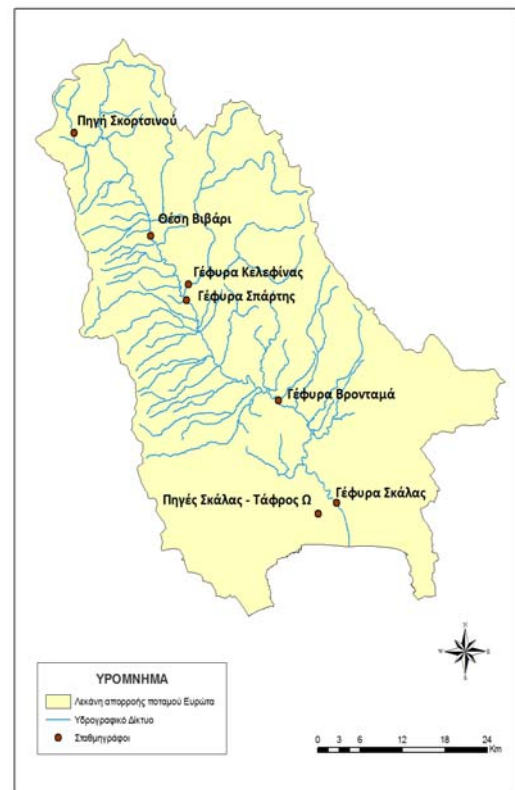 Πηγή Σκορτσινού
Θέση Βιβάρι
Γέφυρα Κελεφίνας
Γέφυρα Σπάρτης
Γέφυρα Βρονταμά
Πηγές Σκάλας - Τάφρος Ω
Γέφυρα Σκάλας
N
W
E
S
ΥΡΟΜΝΗΜΑ
Λεκάνη απορροής ποταμού Ευρώτα
Υδρογραφικό Δίκτυο
Σταθμηγράφοι
0 3 6 12 18 24
Km